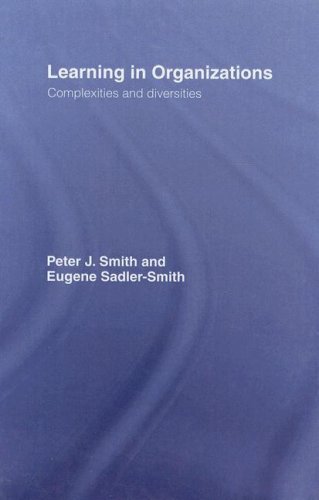 Learning in Organizations
Complexities and diversities
Peter J. Smith and
Eugene Sadler-Smith